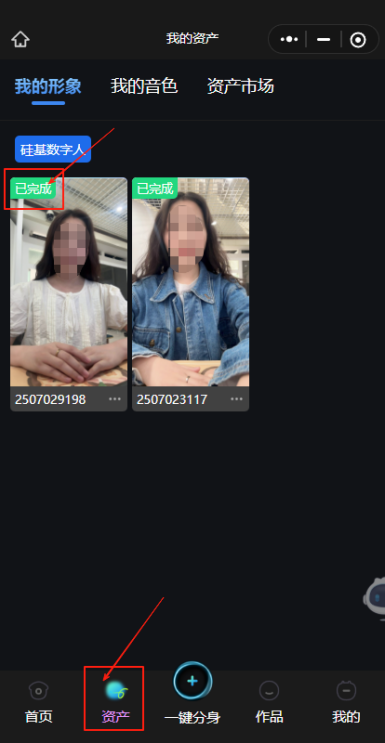 我的资产
我的形象 我的音色 资产市场
硅基数字人
已完成 已完成
2507029198 2507023117
首页 资产 一键分身 作品 我的